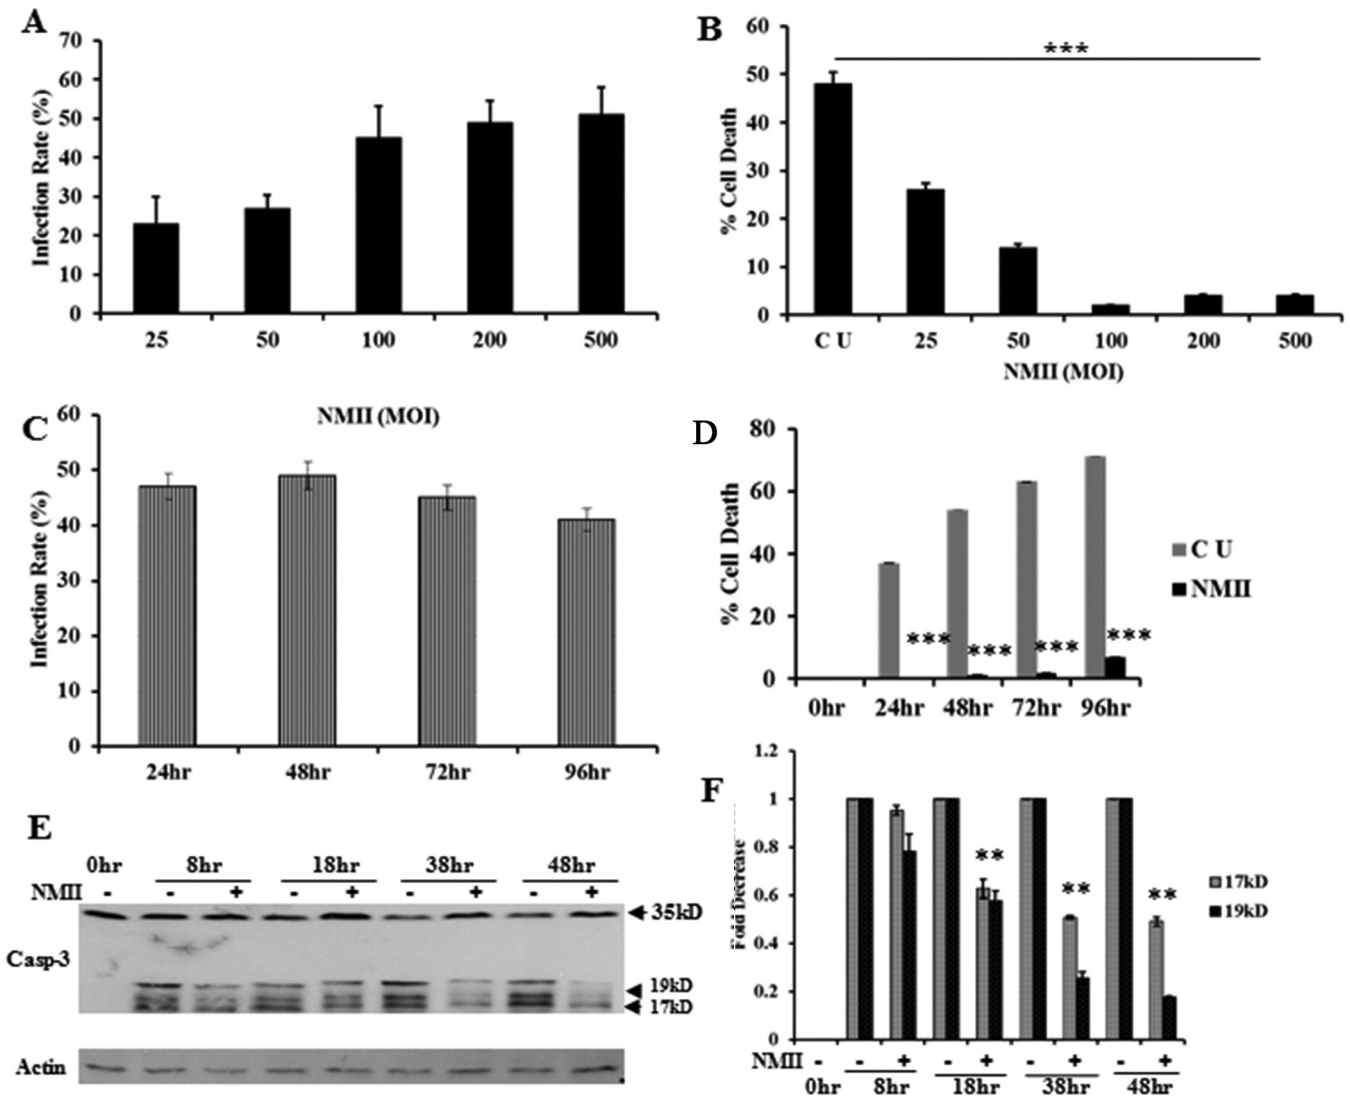 A
70
60
50
40
30
20
10
0
Infection Rate (%)
25 50 100 200 500
NMII (MOI)
B
60
50
40
30
20
10
0
% Cell Death
***
C U 25 50 100 200 500
NMII (MOI)
C
60
50
40
30
20
10
0
Infection Rate (%)
24hr 48hr 72hr 96hr
D
80
60
40
20
0
% Cell Death
*** *** *** ***
C U
NMII
0hr 24hr 48hr 72hr 96hr
E
0hr 8hr 18hr 38hr 48hr
NMII - - + - + - + - +
35kD
Casp-3
19kD
17kD
Actin
F
1.2
1
0.8
0.6
0.4
0.2
0
Fold Decrease
** ** **
17kD
19kD
NMII - - + - + - + - +
0hr 8hr 18hr 38hr 48hr